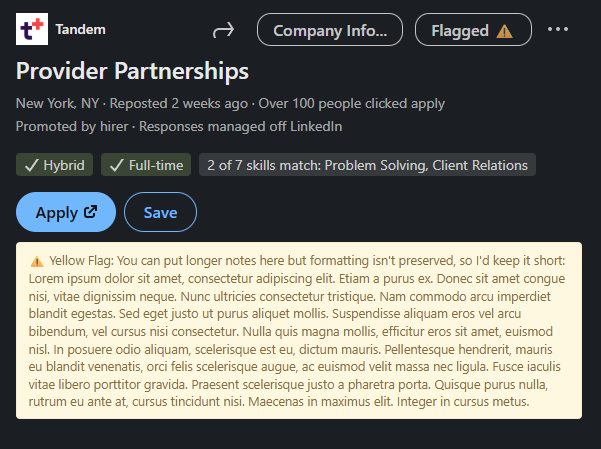 t+
Tandem
Company Info...
Flagged
Provider Partnerships
New York, NY · Reposted 2 weeks ago · Over 100 people clicked apply
Promoted by hirer · Responses managed off LinkedIn
Hybrid
Full-time
2 of 7 skills match: Problem Solving, Client Relations
Apply
Save
Yellow Flag: You can put longer notes here but formatting isn't preserved, so I'd keep it short:
Lorem ipsum dolor sit amet, consectetur adipiscing elit. Etiam a purus ex. Donec sit amet congue
nisi, vitae dignissim neque. Nunc ultricies consectetur tristique. Nam commodo arcu imperdiet
blandit egestas. Sed eget justo ut purus aliquet mollis. Suspendisse aliquam eros vel arcu
bibendum, vel cursus nisi consectetur. Nulla quis magna mollis, efficitur eros sit amet, euismod
nisl. In posuere odio aliquam, scelerisque est eu, dictum mauris. Pellentesque hendrerit, mauris
eu blandit venenatis, orci felis scelerisque augue, ac euismod velit massa nec ligula. Fusce iaculis
vitae libero porttitor gravida. Praesent scelerisque justo a pharetra porta. Quisque purus nulla,
rutrum eu ante at, cursus tincidunt nisi. Maecenas in maximus elit. Integer in cursus metus.